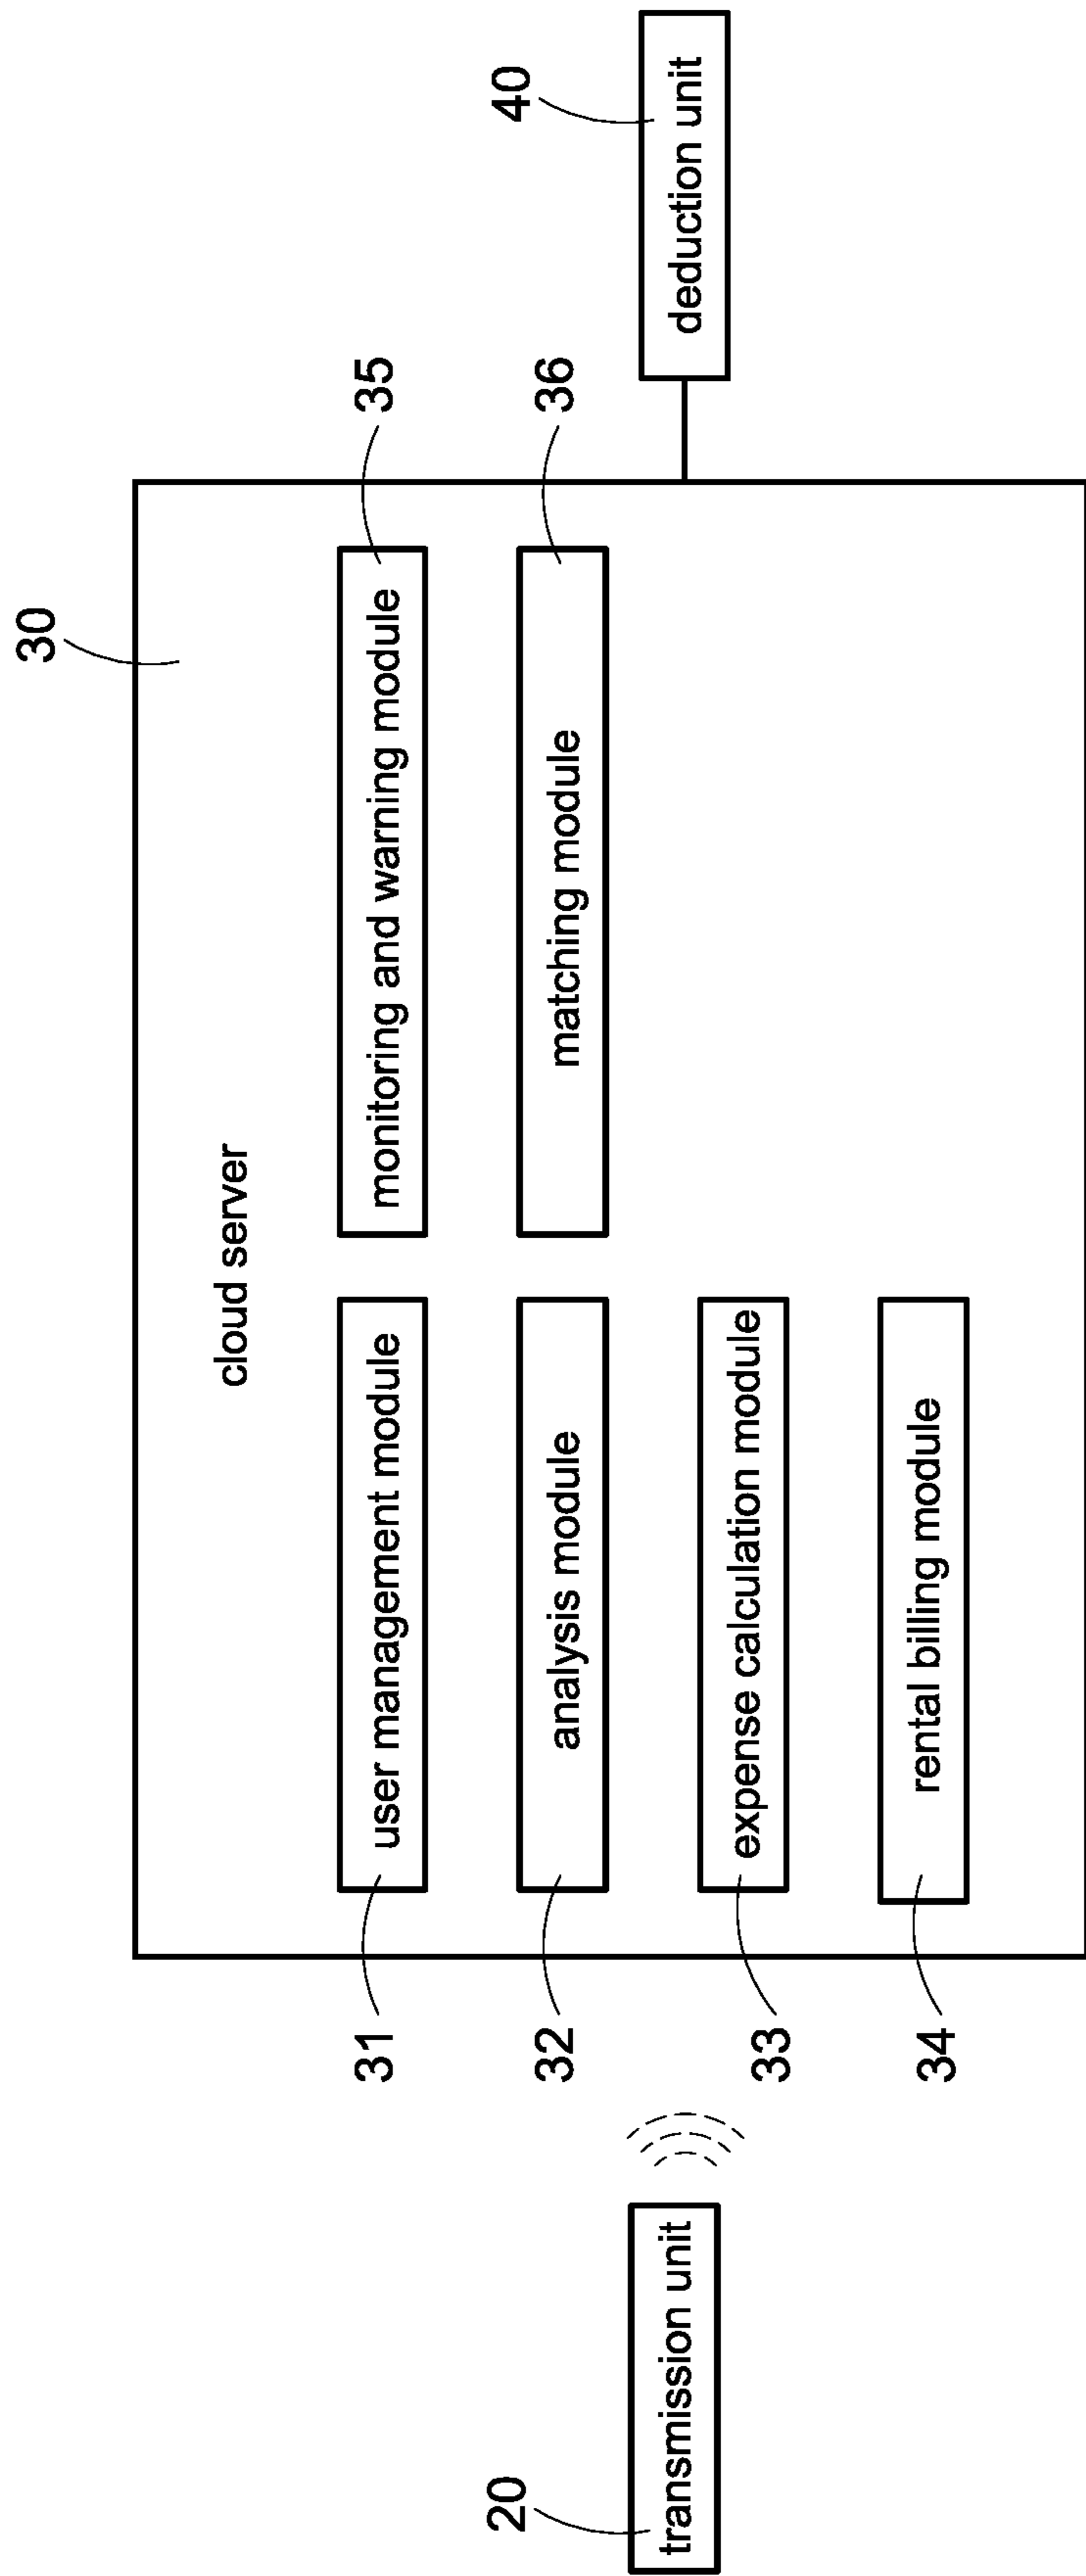 30
cloud server
31
user management module
monitoring and warning module
35
32
analysis module
matching module
36
40
20
transmission unit
33
expense calculation module
deduction unit
34
rental billing module